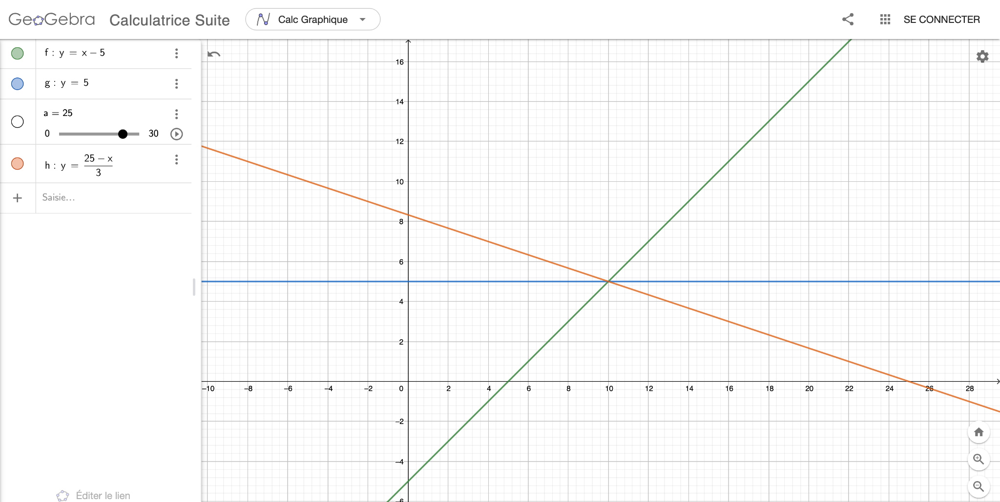 GeoGebra Calculatrice Suite Calc Graphique SE CONNECTER
f : y = x − 5
g : y = 5
a = 25
0 30
h : y = (25 − x)/3
+ Saisie...
Éditer le lien
16
14
12
10
8
6
4
2
−10 −8 −6 −4 −2 0 2 4 6 8 10 12 14 16 18 20 22 24 26 28
−2
−4
−6